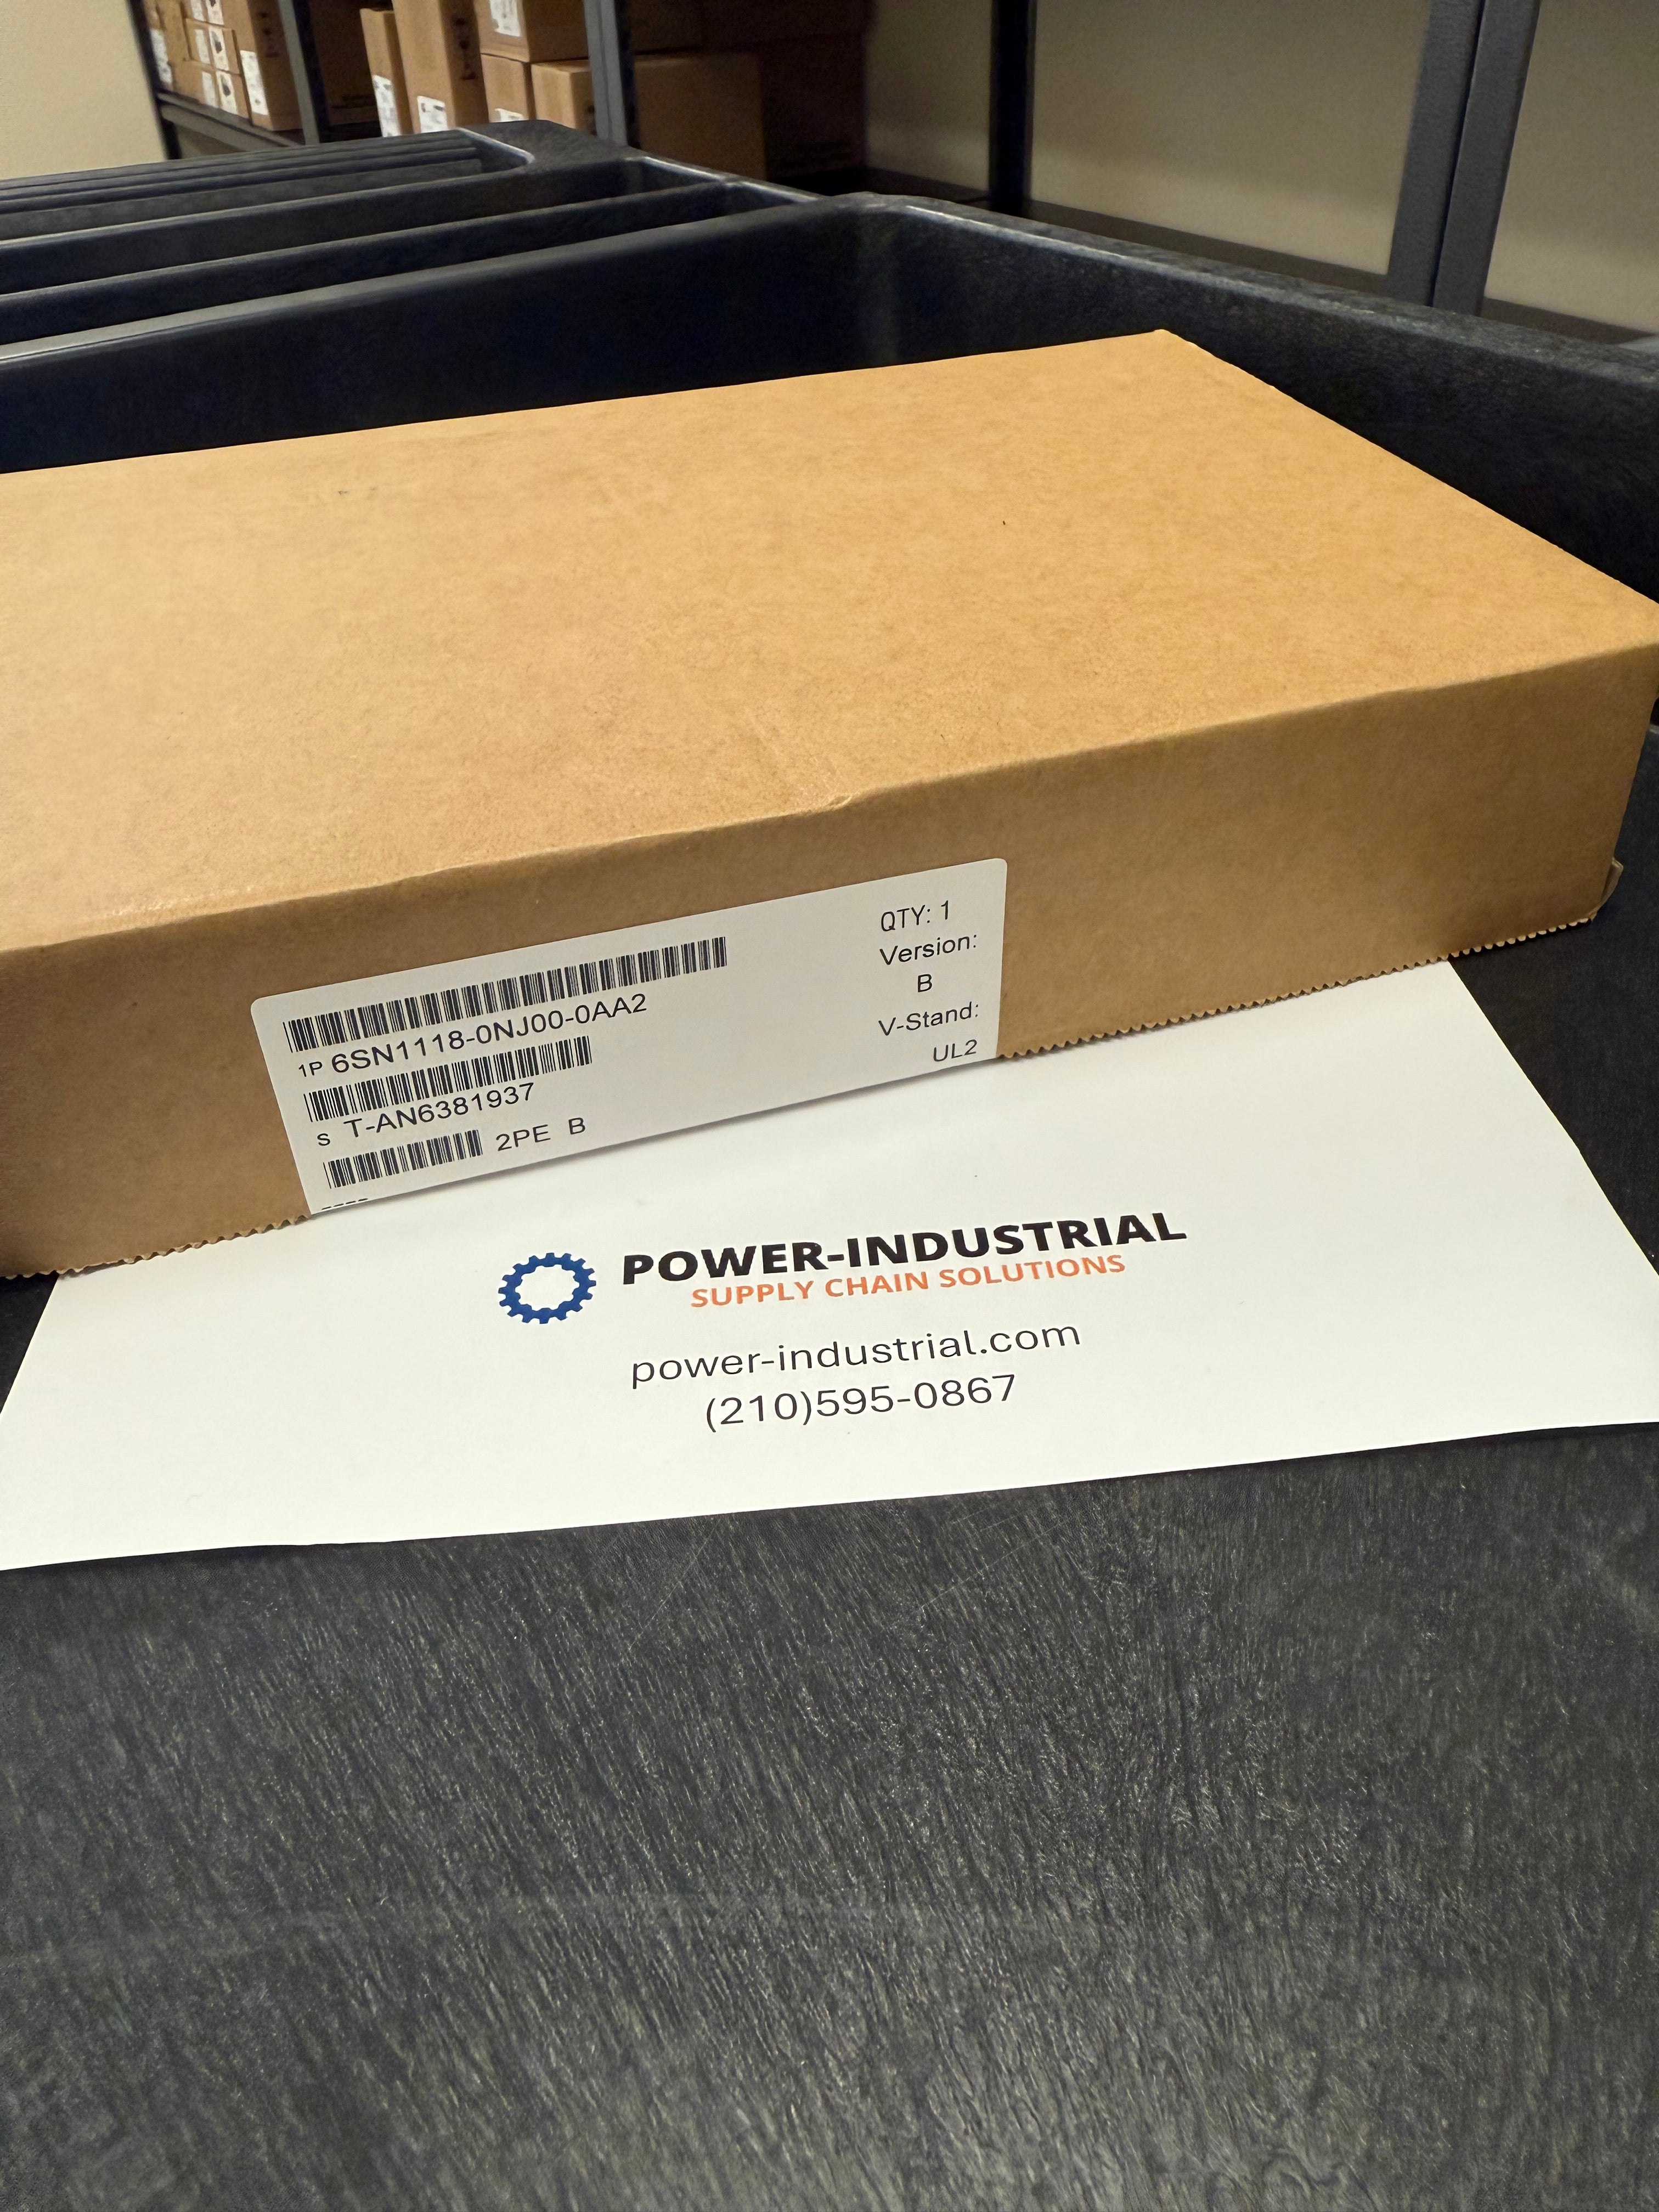 1P 6SN1118-0NJ00-0AA2
S T-AN6381937
2PE B
QTY: 1
Version:
B
V-Stand:
UL2
POWER-INDUSTRIAL
SUPPLY CHAIN SOLUTIONS
power-industrial.com
(210)595-0867